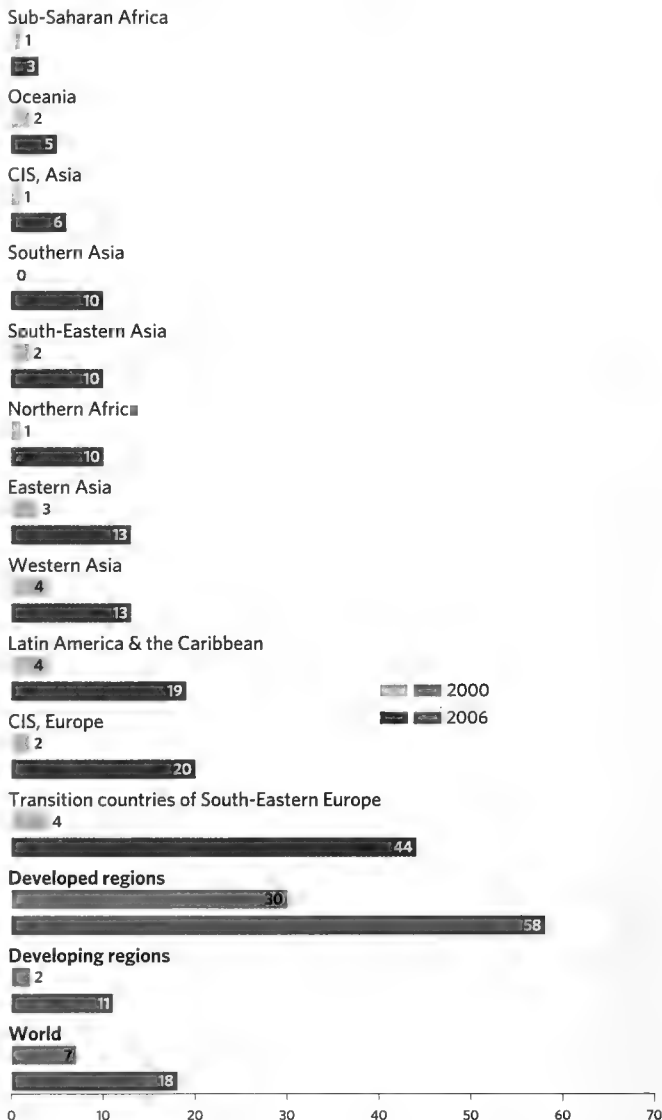 Sub-Saharan Africa
1
3
Oceania
2
5
CIS, Asia
1
6
Southern Asia
0
10
South-Eastern Asia
2
10
Northern Africa
1
10
Eastern Asia
3
13
Western Asia
4
13
Latin America & the Caribbean
4
19
2000
CIS, Europe
2006
2
20
Transition countries of South-Eastern Europe
4
44
Developed regions
30
58
Developing regions
2
11
World
7
18
0 10 20 30 40 50 60 70